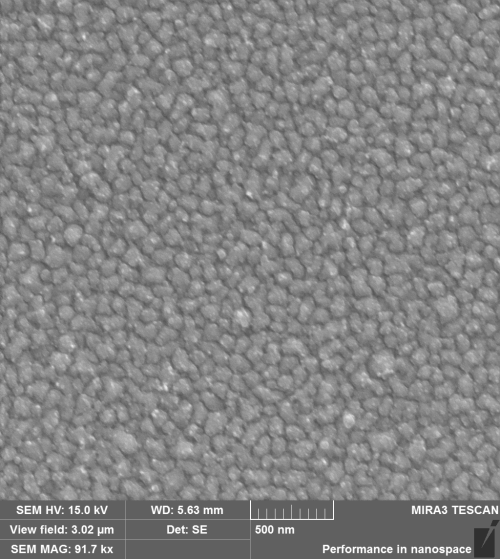 SEM HV: 15.0 kV WD: 5.63 mm MIRA3 TESCAN
View field: 3.02 µm Det: SE 500 nm
SEM MAG: 91.7 kx Performance in nanospace